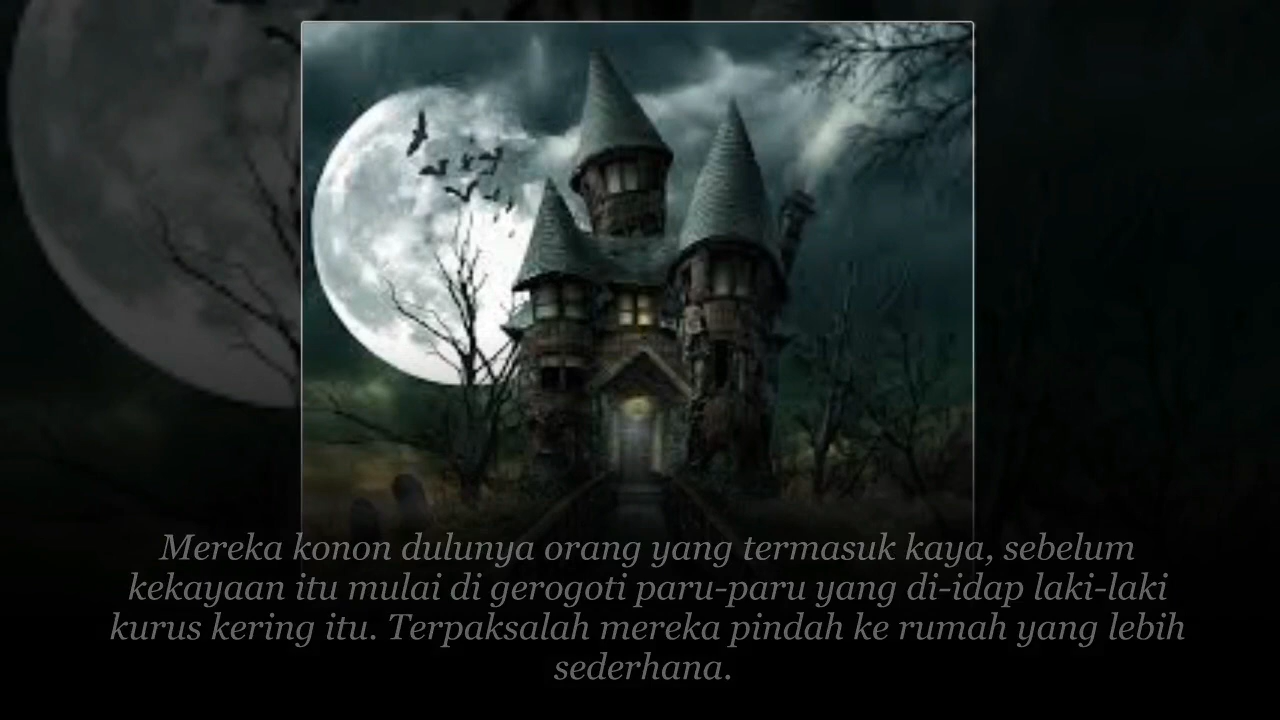 Mereka konon dulunya orang yang termasuk kaya, sebelum
kekayaan itu mulai di gerogoti paru-paru yang di-idap laki-laki
kurus kering itu. Terpaksalah mereka pindah ke rumah yang lebih
sederhana.